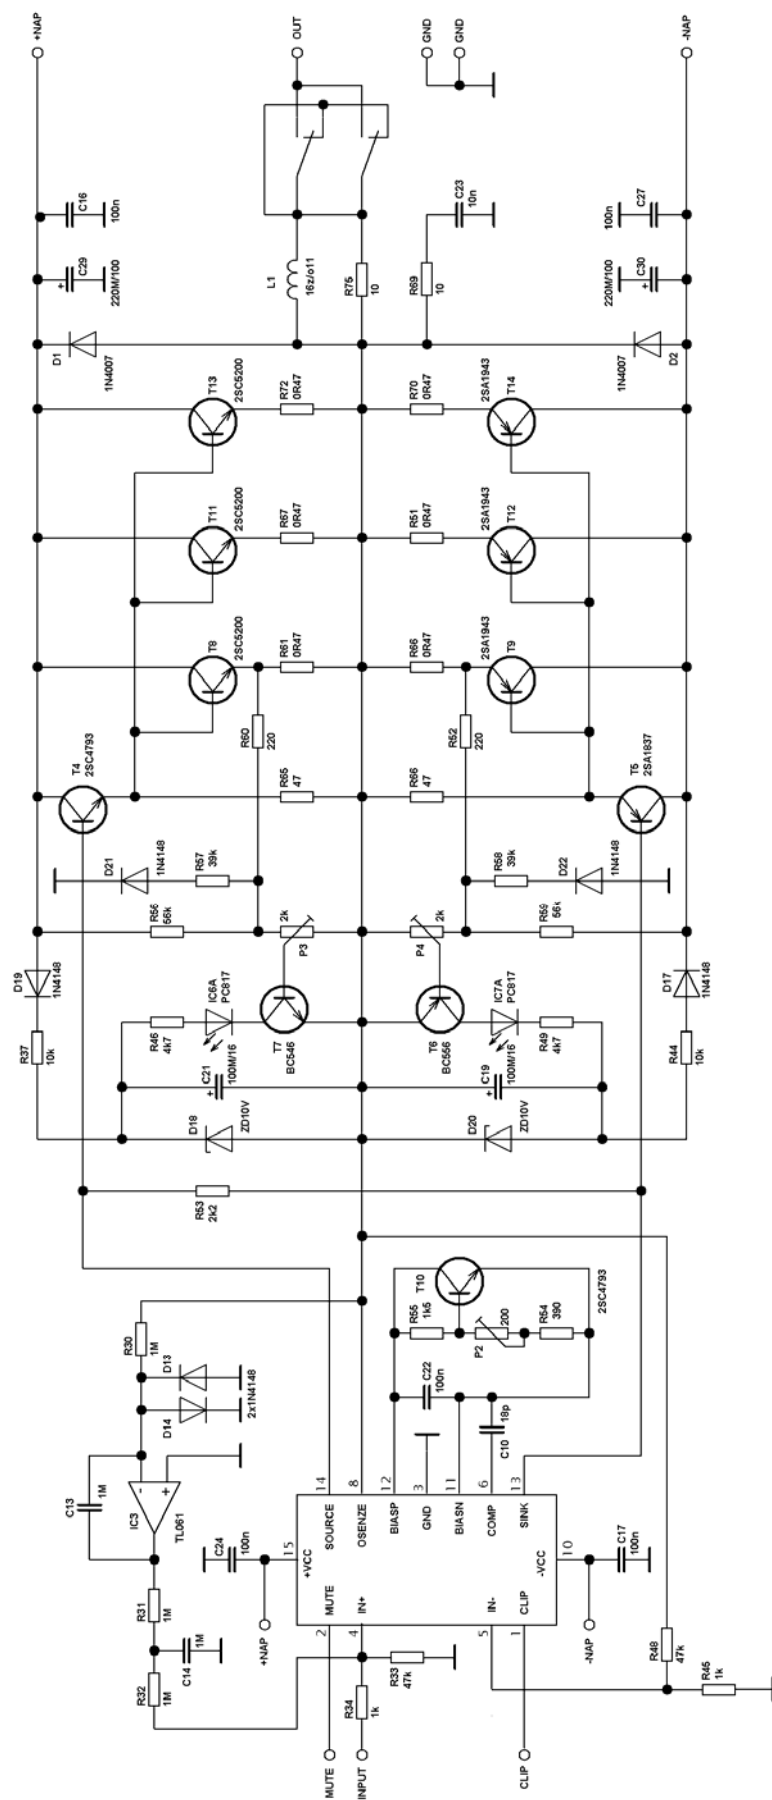 +NAP
OUT
GND
GND
-NAP
C16
100n
C29
220M/100
+
D1
1N4007
L1
16z/o11
R75
10
R69
10
C23
10n
C27
100n
C30
220M/100
+
D2
1N4007
T13
2SC5200
R72
0R47
R70
0R47
2SA1943
T14
T11
2SC5200
R67
0R47
R51
0R47
2SA1943
T12
T8
2SC5200
R61
0R47
R66
0R47
2SA1943
T9
R60
220
R52
220
T4
2SC4793
R65
47
R66
47
T5
2SA1837
D21
1N4148
R57
39k
R58
39k
D22
1N4148
R56
56k
P3
2k
P4
2k
R59
56k
D19
1N4148
R37
10k
R46
4k7
IC6A
PC817
T7
BC546
T6
BC556
IC7A
PC817
R49
4k7
D17
1N4148
R44
10k
C21
100M/16
+
C19
100M/16
+
D18
ZD10V
D20
ZD10V
R53
2k2
T10
2SC4793
R55
1k5
P2
200
R54
390
C22
100n
C10
18p
R30
1M
D13
D14
2x1N4148
C13
1M
-
+
IC3
TL061
R31
1M
C14
1M
R32
1M
C24
100n
+NAP
14
SOURCE
8
OSENZE
12
BIASP
3
GND
11
BIASN
6
COMP
13
SINK
15
+VCC
-VCC
10
MUTE
2
IN+
4
IN-
5
CLIP
1
C17
100n
-NAP
R33
47k
R34
1k
R48
47k
R45
1k
MUTE
INPUT
CLIP